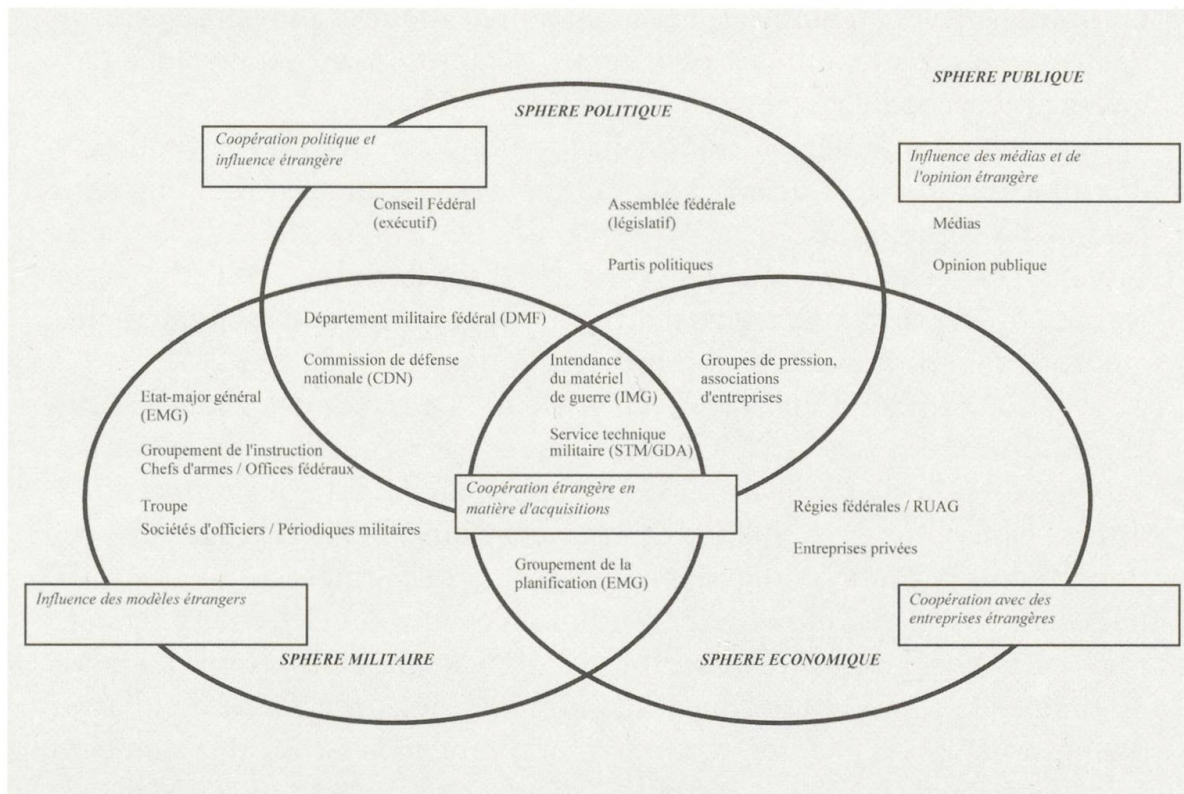 SPHERE PUBLIQUE
SPHERE POLITIQUE
Coopération politique et
influence étrangère
Influence des médias et de
l'opinion étrangère
Conseil Fédéral
(exécutif)
Assemblée fédérale
(législatif)
Partis politiques
Médias
Opinion publique
Département militaire fédéral (DMF)
Commission de défense
nationale (CDN)
Intendance
du matériel
de guerre (IMG)
Service technique
militaire (STM/GDA)
Groupes de pression,
associations
d'entreprises
Etat-major général
(EMG)
Groupement de l'instruction
Chefs d'armes / Offices fédéraux
Troupe
Sociétés d'officiers / Périodiques militaires
Coopération étrangère en
matière d'acquisitions
Régies fédérales / RUAG
Entreprises privées
Groupement de la
planification (EMG)
Influence des modèles étrangers
Coopération avec des
entreprises étrangères
SPHERE MILITAIRE
SPHERE ECONOMIQUE